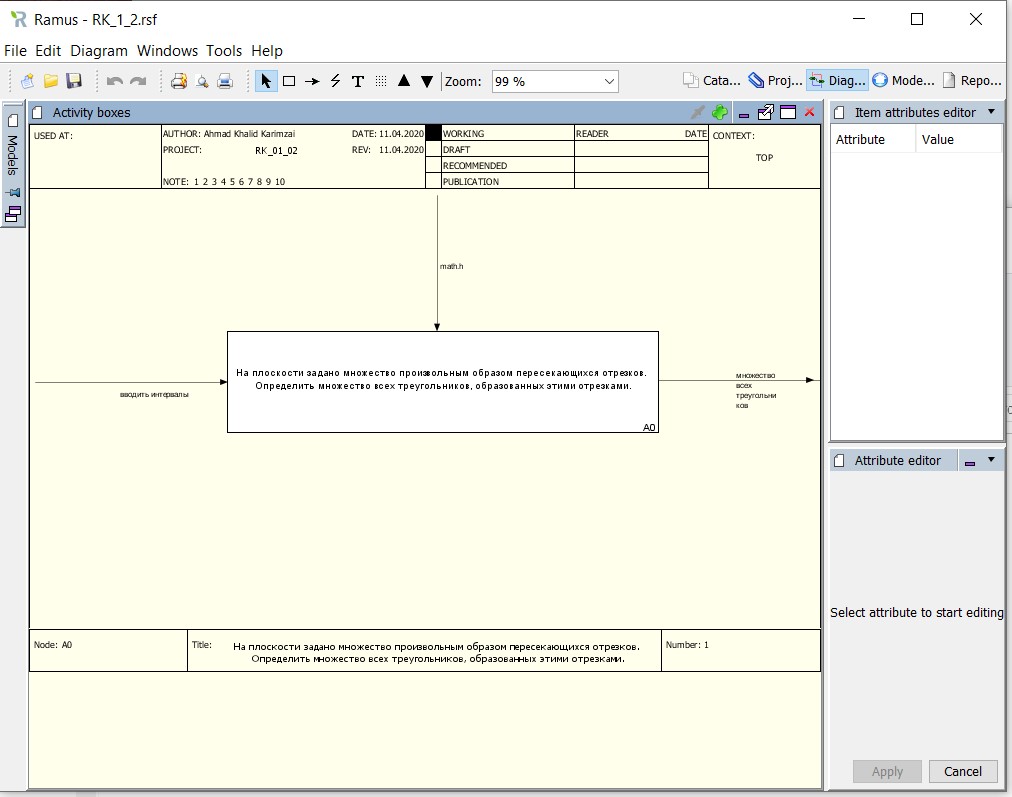 Ramus - RK_1_2.rsf
File Edit Diagram Windows Tools Help
Zoom: 99 % Cata... Proj... Diag... Mode... Repo...
Models
Activity boxes
USED AT:
AUTHOR: Ahmad Khalid Karimzai DATE: 11.04.2020
PROJECT: RK_01_02 REV: 11.04.2020
NOTE: 1 2 3 4 5 6 7 8 9 10
WORKING
DRAFT
RECOMMENDED
PUBLICATION
READER DATE
CONTEXT:
TOP
math.h
вводить интервалы
На плоскости задано множество произвольным образом пересекающихся отрезков.
Определить множество всех треугольников, образованных этими отрезками.
A0
множество
всех
треугольни
ков
Node: A0
Title:
На плоскости задано множество произвольным образом пересекающихся отрезков.
Определить множество всех треугольников, образованных этими отрезками.
Number: 1
Item attributes editor
Attribute Value
Attribute editor
Select attribute to start editing
Apply Cancel